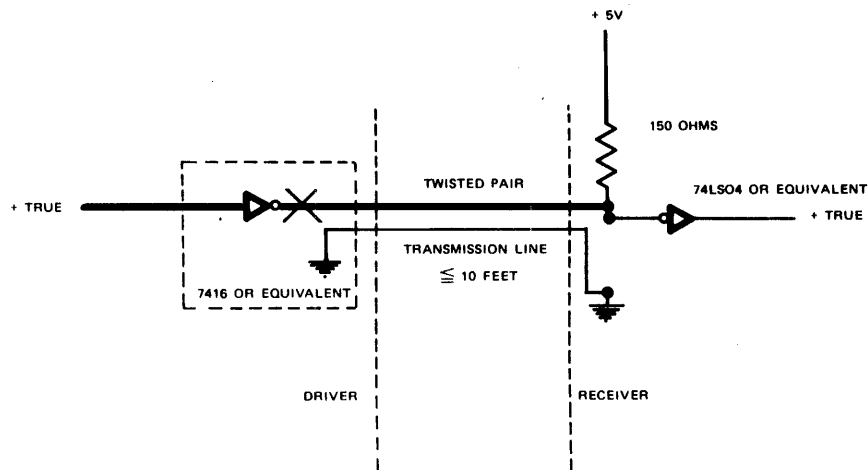 + 5V
150 OHMS
TWISTED PAIR
74LS04 OR EQUIVALENT
+ TRUE
+ TRUE
TRANSMISSION LINE
≦ 10 FEET
7416 OR EQUIVALENT
DRIVER
RECEIVER